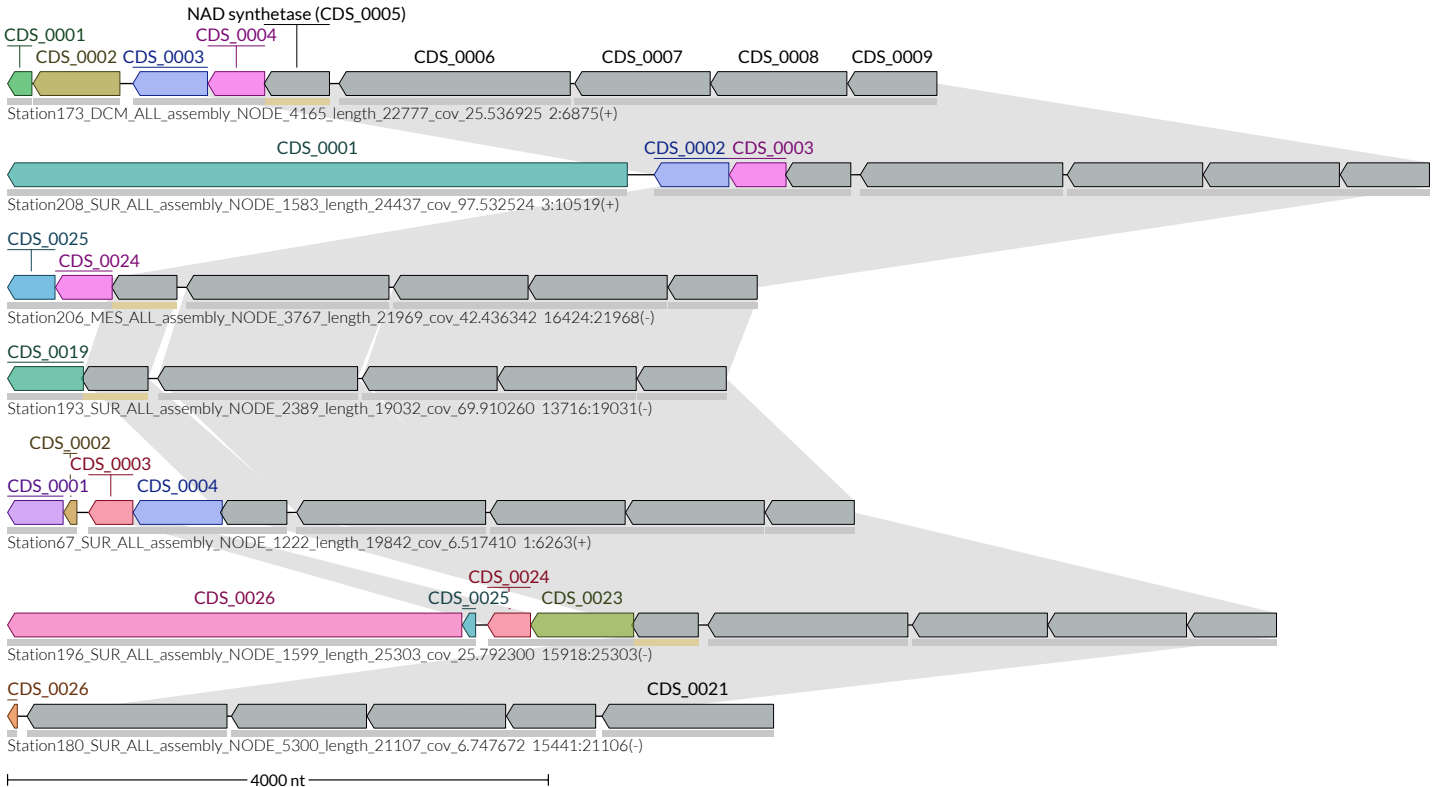 NAD synthetase (CDS_0005)
CDS_0001 CDS_0004
CDS_0002 CDS_0003 CDS_0006 CDS_0007 CDS_0008 CDS_0009
Station173_DCM_ALL_assembly_NODE_4165_length_22777_cov_25.536925 2:6875(+)
CDS_0001 CDS_0002 CDS_0003
Station208_SUR_ALL_assembly_NODE_1583_length_24437_cov_97.532524 3:10519(+)
CDS_0025
CDS_0024
Station206_MES_ALL_assembly_NODE_3767_length_21969_cov_42.436342 16424:21968(-)
CDS_0019
Station193_SUR_ALL_assembly_NODE_2389_length_19032_cov_69.910260 13716:19031(-)
CDS_0002
CDS_0003
CDS_0001 CDS_0004
Station67_SUR_ALL_assembly_NODE_1222_length_19842_cov_6.517410 1:6263(+)
CDS_0024
CDS_0026 CDS_0025 CDS_0023
Station196_SUR_ALL_assembly_NODE_1599_length_25303_cov_25.792300 15918:25303(-)
CDS_0026 CDS_0021
Station180_SUR_ALL_assembly_NODE_5300_length_21107_cov_6.747672 15441:21106(-)
4000 nt